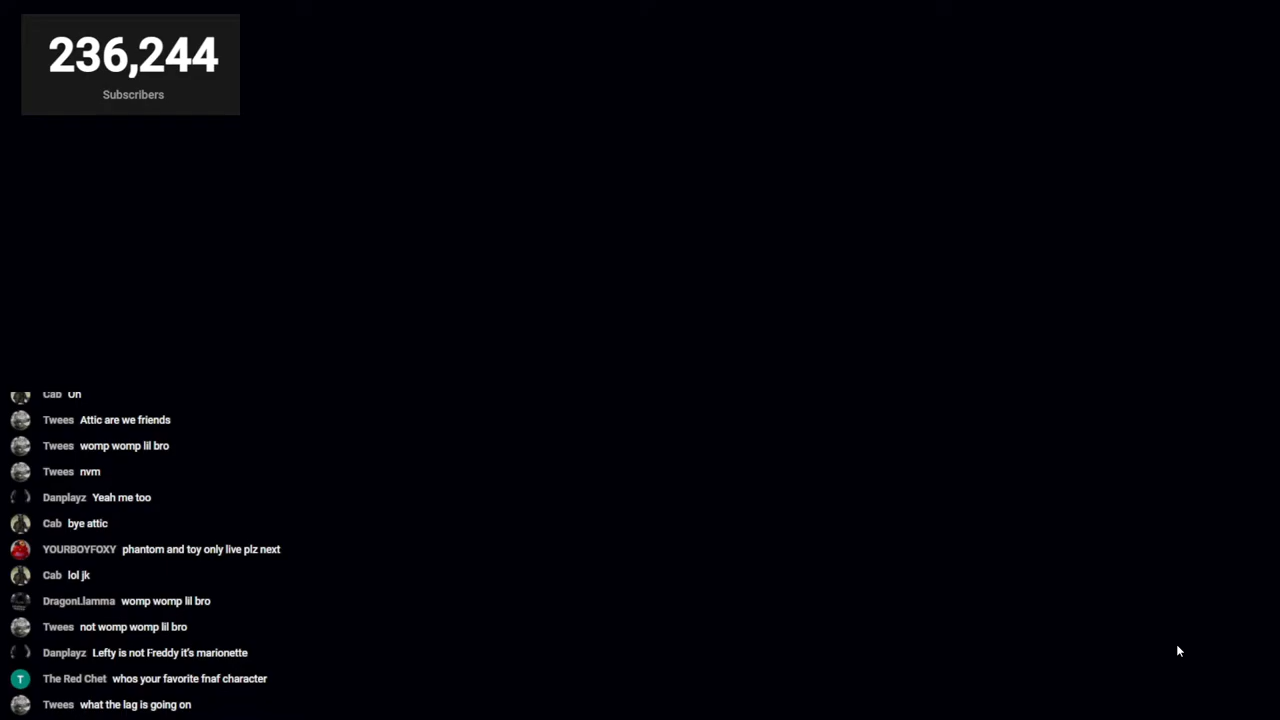 236,244
Subscribers
Cab Oh
Twees Attic are we friends
Twees womp womp lil bro
Twees nvm
Danplayz Yeah me too
Cab bye attic
YOURBOYFOXY phantom and toy only live plz next
Cab lol jk
DragonLlamma womp womp lil bro
Twees not womp womp lil bro
Danplayz Lefty is not Freddy it's marionette
T The Red Chet whos your favorite fnaf character
Twees what the lag is going on